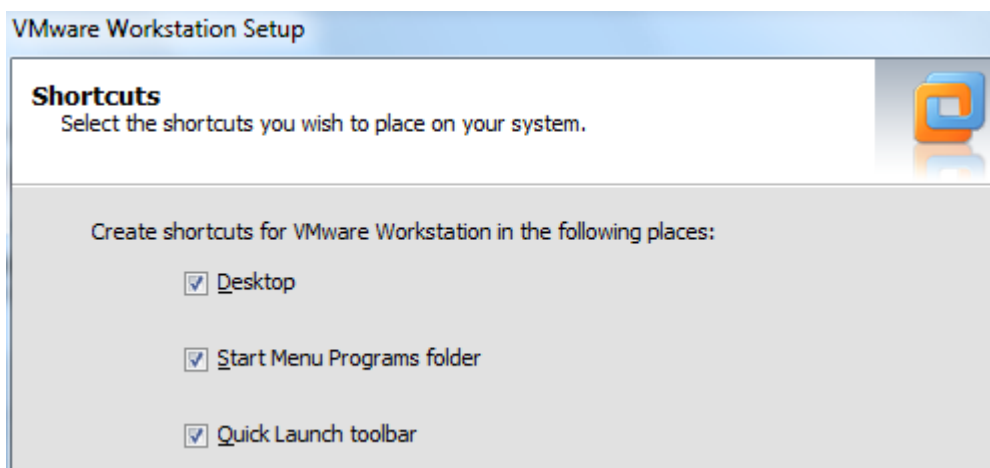 VMware Workstation Setup
Shortcuts
Select the shortcuts you wish to place on your system.
Create shortcuts for VMware Workstation in the following places:
Desktop
Start Menu Programs folder
Quick Launch toolbar